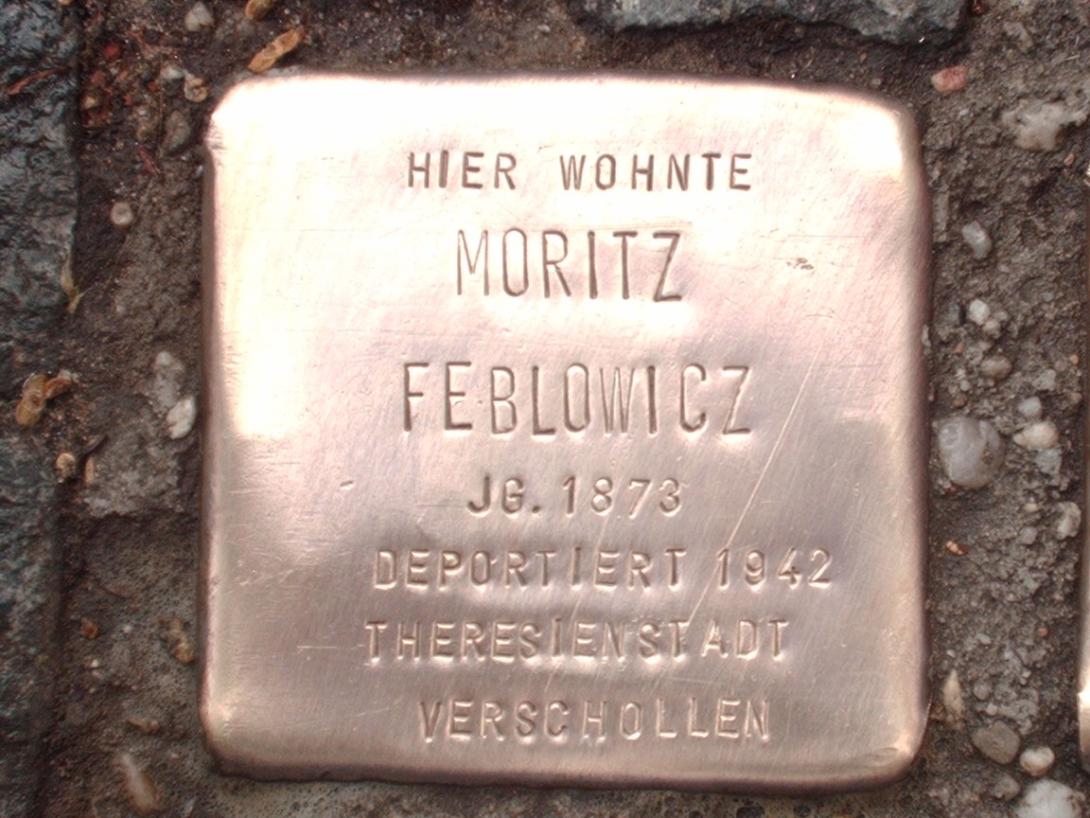 HIER WOHNTE
MORITZ
FEBLOWICZ
JG. 1873
DEPORTIERT 1942
THERESIENSTADT
VERSCHOLLEN